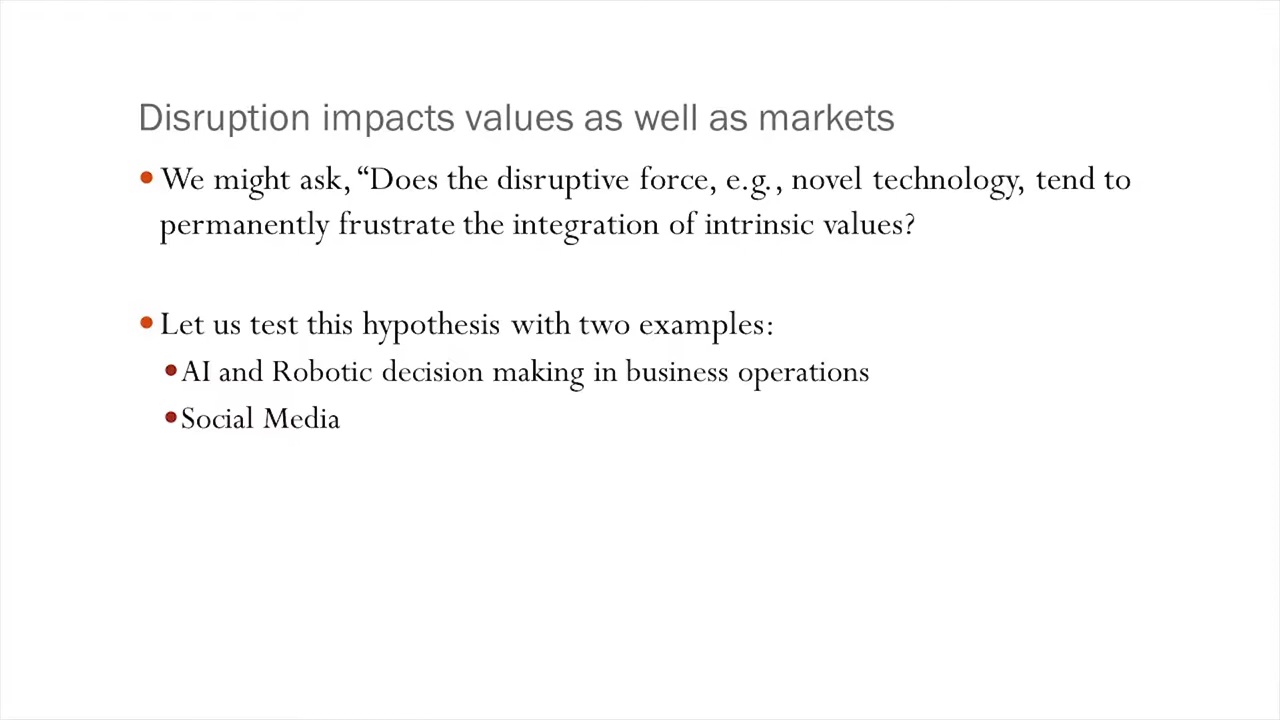 Disruption impacts values as well as markets
• We might ask, “Does the disruptive force, e.g., novel technology, tend to
permanently frustrate the integration of intrinsic values?
• Let us test this hypothesis with two examples:
• AI and Robotic decision making in business operations
• Social Media